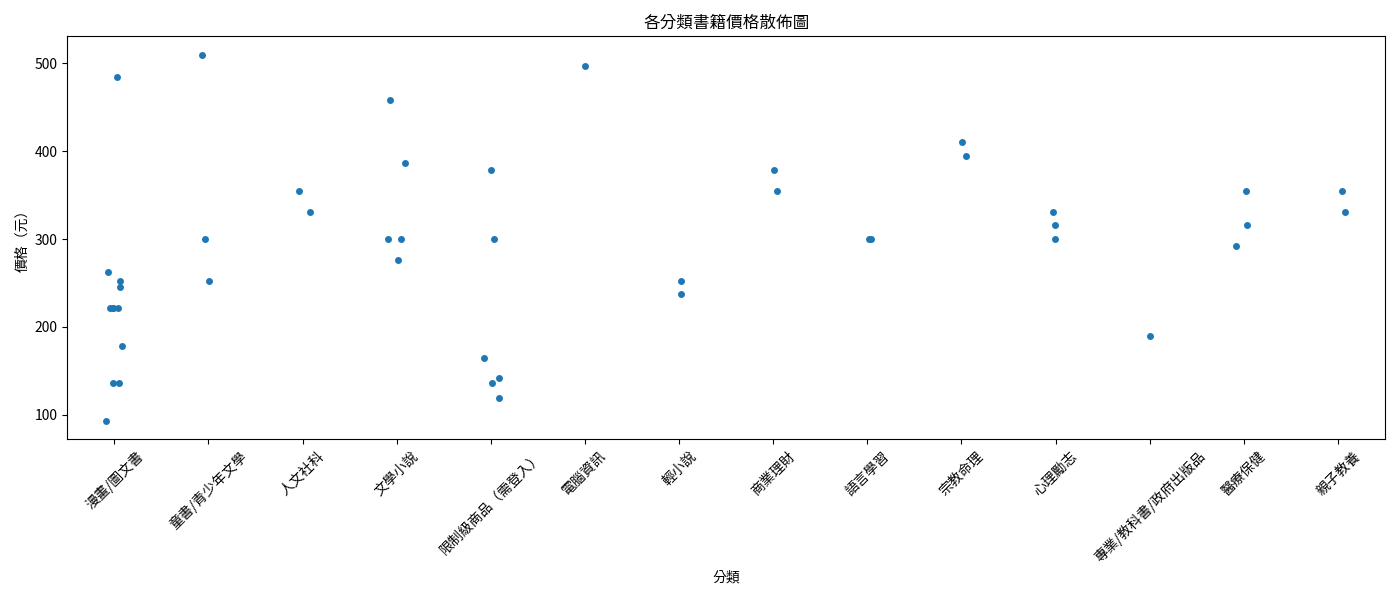 各分類書籍價格散佈圖
價格（元）
500
400
300
200
100
漫畫/圖文書
童書/青少年文學
人文社科
文學小說
限制級商品（需登入）
電腦資訊
輕小說
商業理財
語言學習
宗教命理
心理勵志
專業/教科書/政府出版品
醫療保健
親子教養
分類